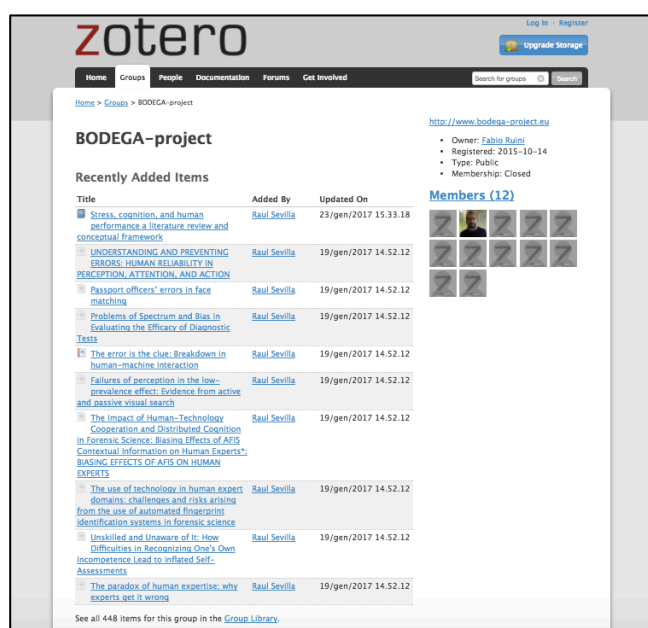 zotero
Log In · Register
Upgrade Storage
Home Groups People Documentation Forums Get Involved
Search for groups Search
Home > Groups > BODEGA-project
BODEGA-project
Recently Added Items
Title Added By Updated On
Stress, cognition, and human Raul Sevilla 23/gen/2017 15.33.18
performance a literature review and
conceptual framework
UNDERSTANDING AND PREVENTING Raul Sevilla 19/gen/2017 14.52.12
ERRORS: HUMAN RELIABILITY IN
PERCEPTION, ATTENTION, AND ACTION
Passport officers' errors in face Raul Sevilla 19/gen/2017 14.52.12
matching
Problems of Spectrum and Bias in Raul Sevilla 19/gen/2017 14.52.12
Evaluating the Efficacy of Diagnostic
Tests
The error is the clue: Breakdown in Raul Sevilla 19/gen/2017 14.52.12
human-machine interaction
Failures of perception in the low- Raul Sevilla 19/gen/2017 14.52.12
prevalence effect: Evidence from active
and passive visual search
The Impact of Human-Technology Raul Sevilla 19/gen/2017 14.52.12
Cooperation and Distributed Cognition
in Forensic Science: Biasing Effects of AFIS
Contextual Information on Human Experts*:
BIASING EFFECTS OF AFIS ON HUMAN
EXPERTS
The use of technology in human expert Raul Sevilla 19/gen/2017 14.52.12
domains: challenges and risks arising
from the use of automated fingerprint
identification systems in forensic science
Unskilled and Unaware of It: How Raul Sevilla 19/gen/2017 14.52.12
Difficulties in Recognizing One's Own
Incompetence Lead to Inflated Self-
Assessments
The paradox of human expertise: why Raul Sevilla 19/gen/2017 14.52.12
experts get it wrong
See all 448 items for this group in the Group Library.
http://www.bodega-project.eu
• Owner: Fabio Ruini
• Registered: 2015-10-14
• Type: Public
• Membership: Closed
Members (12)